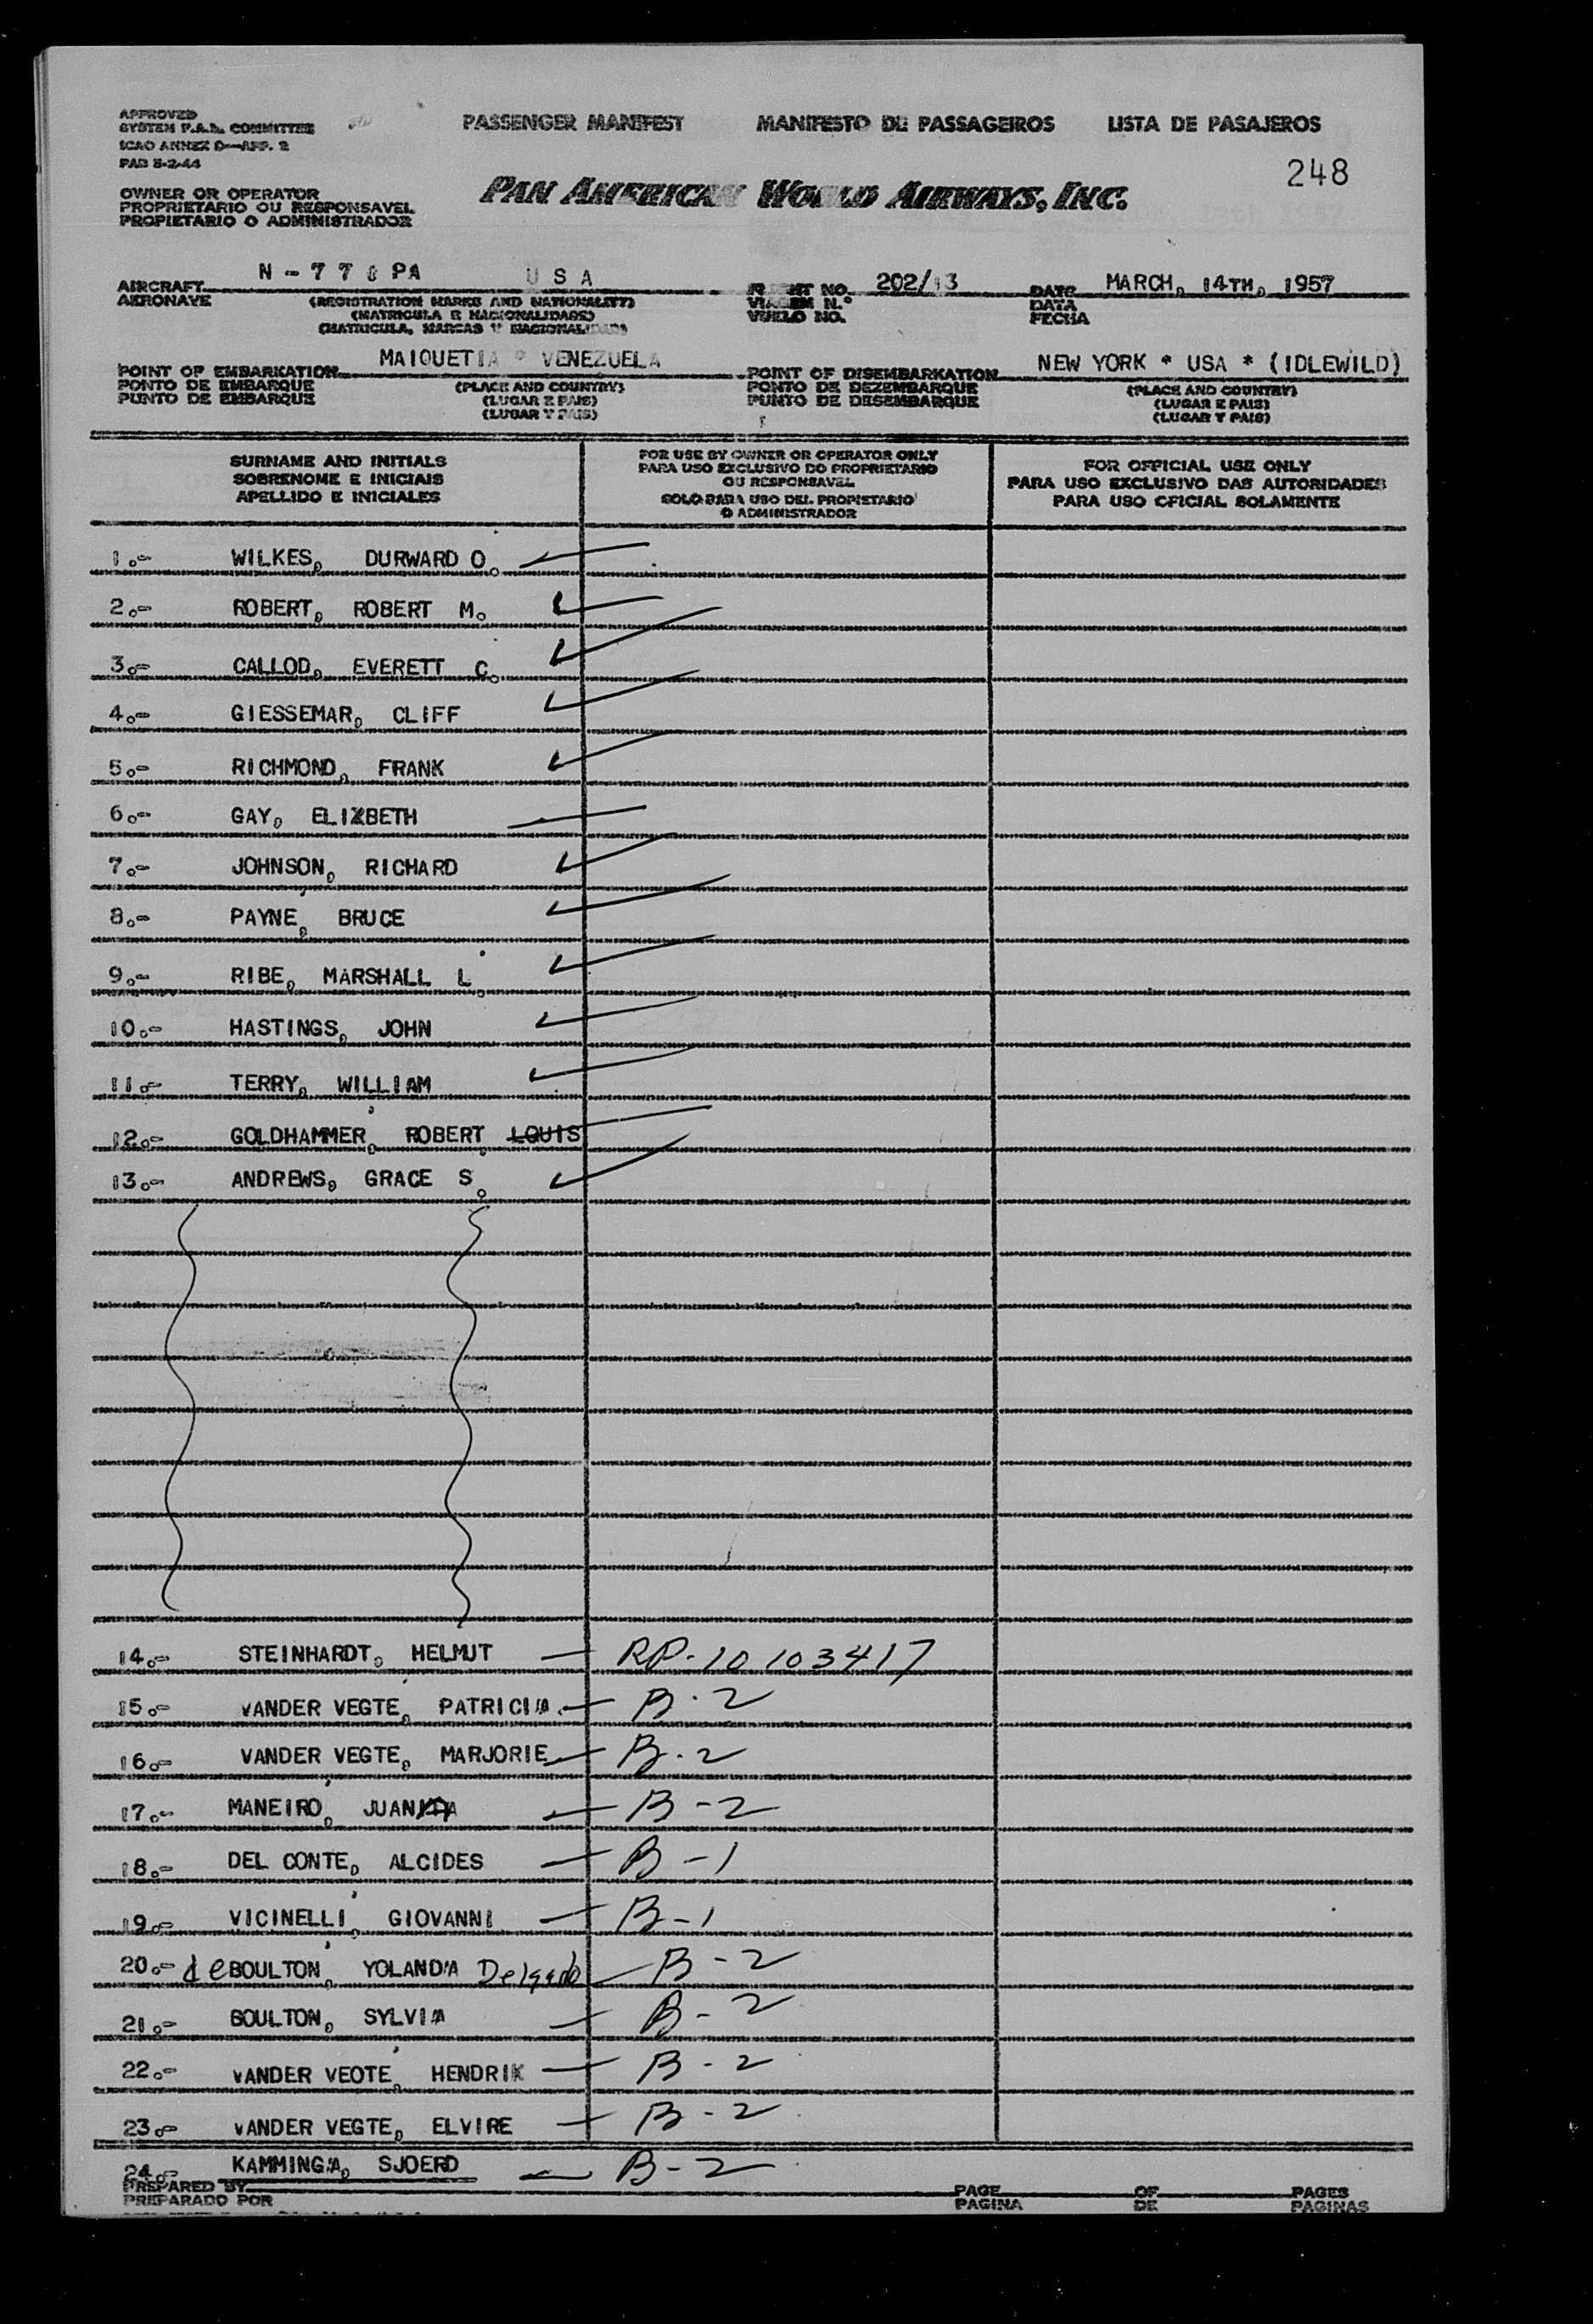 APPROVED
SYSTEM P.A.A. COMMITTEE
ICAO ANNEX 9—APP. 2
PAD 5-2-44
PASSENGER MANIFEST MANIFESTO DE PASSAGEIROS LISTA DE PASAJEROS
248
OWNER OR OPERATOR
PROPRIETARIO OU RESPONSAVEL
PROPIETARIO O ADMINISTRADOR
PAN AMERICAN WORLD AIRWAYS, INC.
AIRCRAFT N-778PA USA FLIGHT NO. 202/13 DATE MARCH, 14TH, 1957
AERONAVE (REGISTRATION MARKS AND NATIONALITY) VIAGEM N.° DATA
(MATRICULA E NACIONALIDADE) VUELO NO. FECHA
(MATRICULA, MARCAS Y NACIONALIDAD)
POINT OF EMBARKATION MAIQUETIA * VENEZUELA POINT OF DISEMBARKATION NEW YORK * USA * (IDLEWILD)
PONTO DE EMBARQUE (PLACE AND COUNTRY) PONTO DE DEZEMBARQUE (PLACE AND COUNTRY)
PUNTO DE EMBARQUE (LUGAR E PAIS) PUNTO DE DESEMBARQUE (LUGAR E PAIS)
(LUGAR Y PAIS) (LUGAR Y PAIS)
SURNAME AND INITIALS
SOBRENOME E INICIAIS
APELLIDO E INICIALES
FOR USE BY OWNER OR OPERATOR ONLY
PARA USO EXCLUSIVO DO PROPRIETARIO
OU RESPONSAVEL
SOLO PARA USO DEL PROPIETARIO
O ADMINISTRADOR
FOR OFFICIAL USE ONLY
PARA USO EXCLUSIVO DAS AUTORIDADES
PARA USO OFICIAL SOLAMENTE
1.- WILKES, DURWARD O.
2.- ROBERT, ROBERT M.
3.- CALLOD, EVERETT C.
4.- GIESSEMAR, CLIFF
5.- RICHMOND, FRANK
6.- GAY, ELIZBETH
7.- JOHNSON, RICHARD
8.- PAYNE, BRUCE
9.- RIBE, MARSHALL L.
10.- HASTINGS, JOHN
11.- TERRY, WILLIAM
12.- GOLDHAMMER, ROBERT, LOUIS
13.- ANDREWS, GRACE S.
14.- STEINHARDT, HELMUT RP-10103417
15.- VANDER VEGTE, PATRICIA. B-2
16.- VANDER VEGTE, MARJORIE B-2
17.- MANEIRO, JUANITA B-2
18.- DEL CONTE, ALCIDES B-1
19.- VICINELLI, GIOVANNI B-1
20.- de BOULTON, YOLANDA Delgado B-2
21.- BOULTON, SYLVIA B-2
22.- VANDER VEOTE, HENDRIK B-2
23.- VANDER VEGTE, ELVIRE B-2
24.- KAMMINGA, SJOERD B-2
PREPARED BY PAGE OF PAGES
PREPARADO POR PAGINA DE PAGINAS